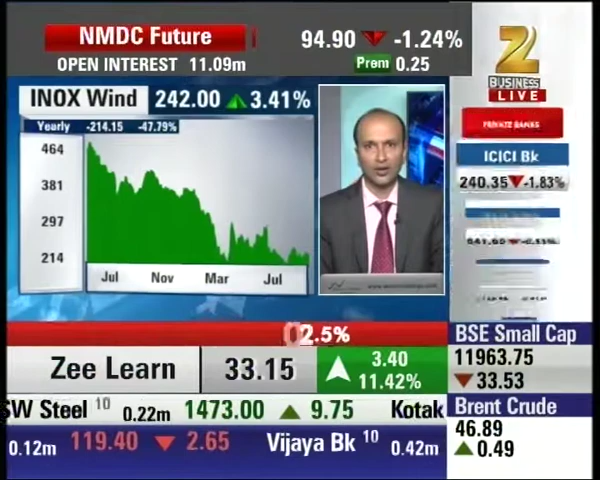 NMDC Future
94.90 -1.24%
OPEN INTEREST 11.09m
Prem 0.25
Z
BUSINESS
LIVE
INOX Wind 242.00 3.41%
Yearly -214.15 -47.79%
464
381
297
214
Jul Nov Mar Jul
PRIVATE BANKS
ICICI Bk
240.35 -1.83%
2.5%
Zee Learn 33.15 3.40
11.42%
BSE Small Cap
11963.75
33.53
SW Steel 10 0.22m 1473.00 9.75 Kotak
0.12m 119.40 2.65 Vijaya Bk 10 0.42m
Brent Crude
46.89
0.49